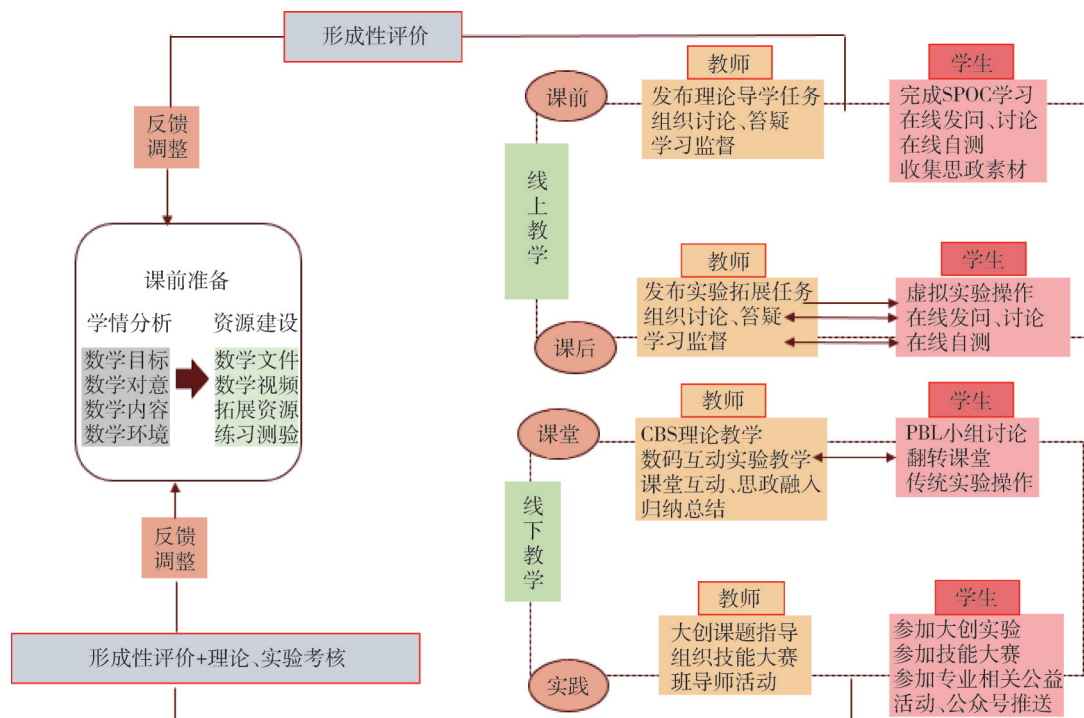 形成性评价
反馈
调整
课前准备
学情分析
资源建设
数学目标
数学对意
数学内容
数学环境
数学文件
数学视频
拓展资源
练习测验
反馈
调整
形成性评价+理论、实验考核
课前
教师
发布理论导学任务
组织讨论、答疑
学习监督
学生
完成SPOC学习
在线发问、讨论
在线自测
收集思政素材
线上教学
课后
教师
发布实验拓展任务
组织讨论、答疑
学习监督
学生
虚拟实验操作
在线发问、讨论
在线自测
课堂
教师
CBS理论教学
数码互动实验教学
课堂互动、思政融入
归纳总结
学生
PBL小组讨论
翻转课堂
传统实验操作
线下教学
实践
教师
大创课题指导
组织技能大赛
班导师活动
学生
参加大创实验
参加技能大赛
参加专业相关公益
活动、公众号推送